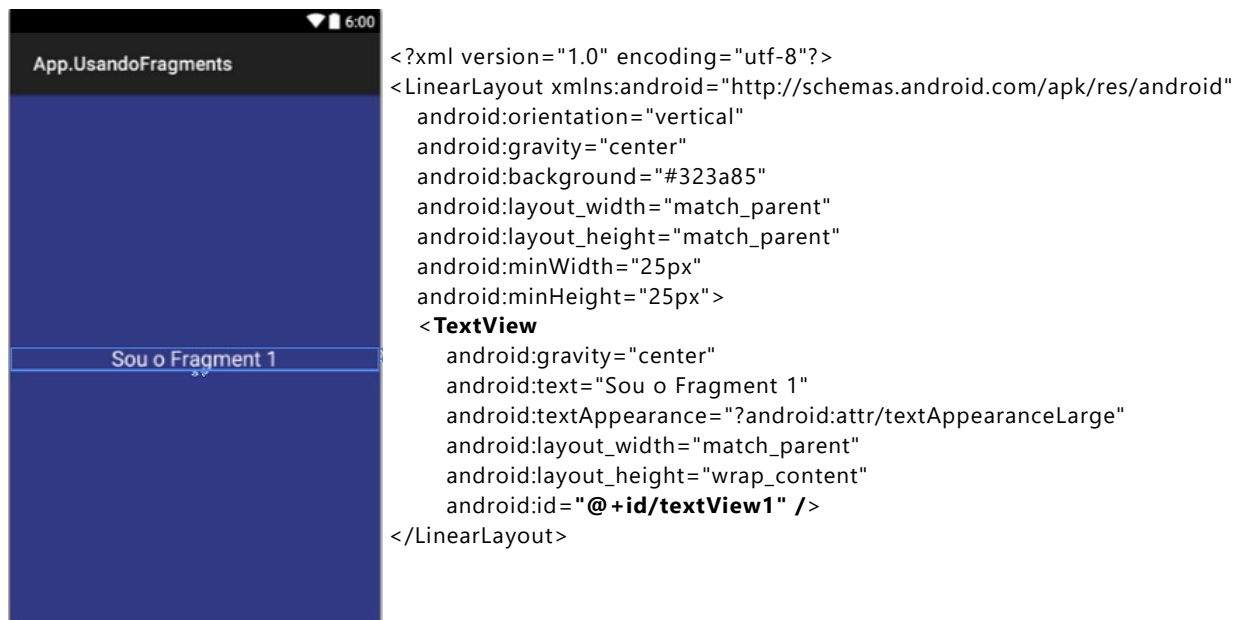 6:00
App.UsandoFragments
Sou o Fragment 1
<?xml version="1.0" encoding="utf-8"?>
<LinearLayout xmlns:android="http://schemas.android.com/apk/res/android"
android:orientation="vertical"
android:gravity="center"
android:background="#323a85"
android:layout_width="match_parent"
android:layout_height="match_parent"
android:minWidth="25px"
android:minHeight="25px">
<TextView
android:gravity="center"
android:text="Sou o Fragment 1"
android:textAppearance="?android:attr/textAppearanceLarge"
android:layout_width="match_parent"
android:layout_height="wrap_content"
android:id="@+id/textView1" />
</LinearLayout>